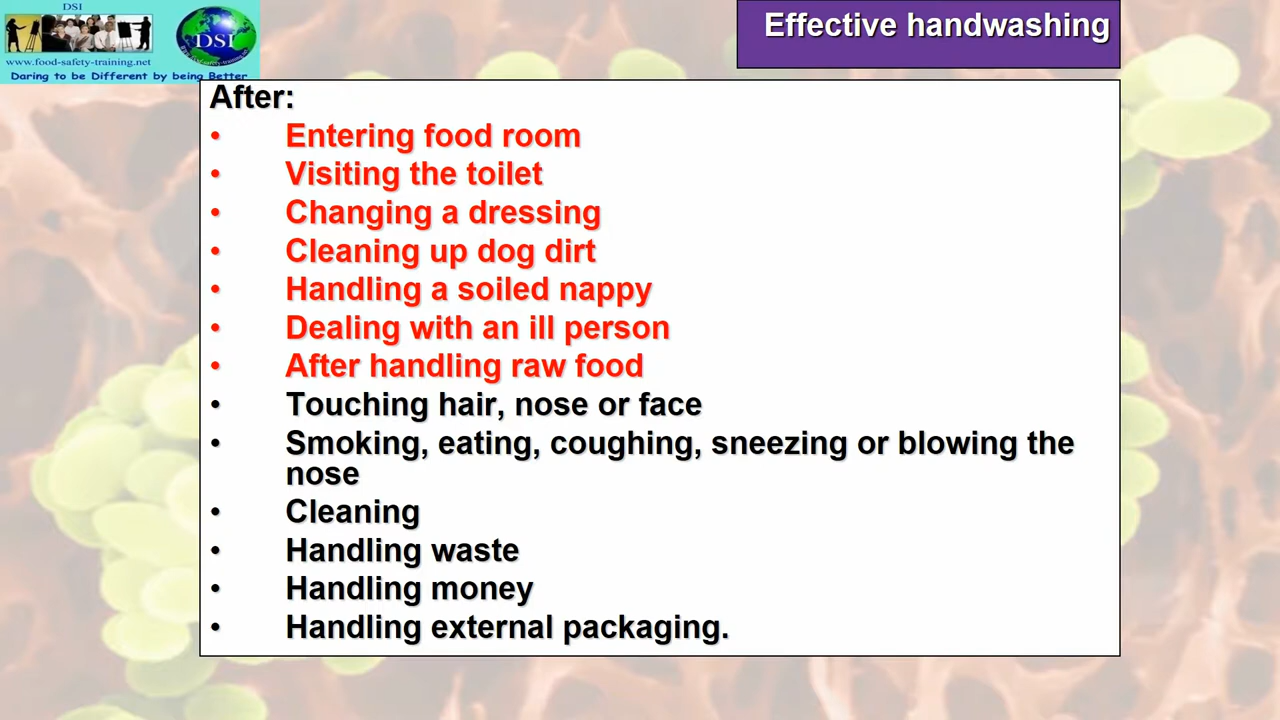 DSI
DSI
www.food-safety-training.net
Daring to be Different by being Better
Effective handwashing
After:
• Entering food room
• Visiting the toilet
• Changing a dressing
• Cleaning up dog dirt
• Handling a soiled nappy
• Dealing with an ill person
• After handling raw food
• Touching hair, nose or face
• Smoking, eating, coughing, sneezing or blowing the
nose
• Cleaning
• Handling waste
• Handling money
• Handling external packaging.